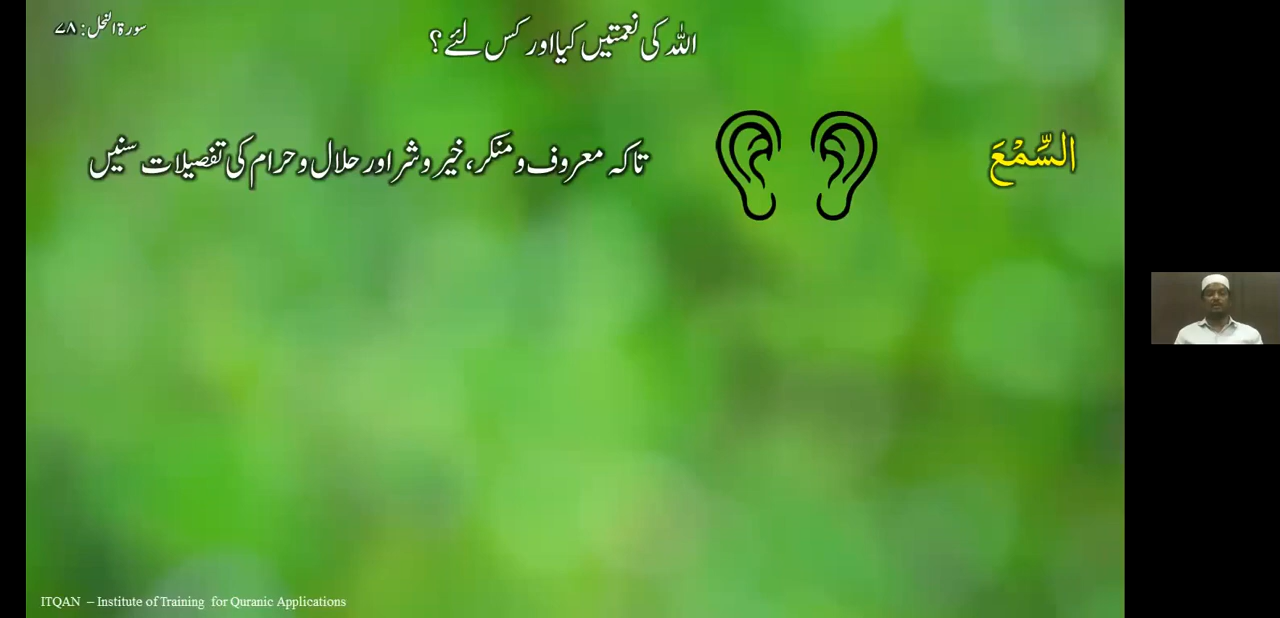 سورۃ النحل: ۷۸
اللہ کی نعمتیں کیا اور کس لئے؟
السَّمْعَ
تاکہ معروف و منکر، خیر و شر اور حلال و حرام کی تفصیلات سنیں
ITQAN – Institute of Training for Quranic Applications